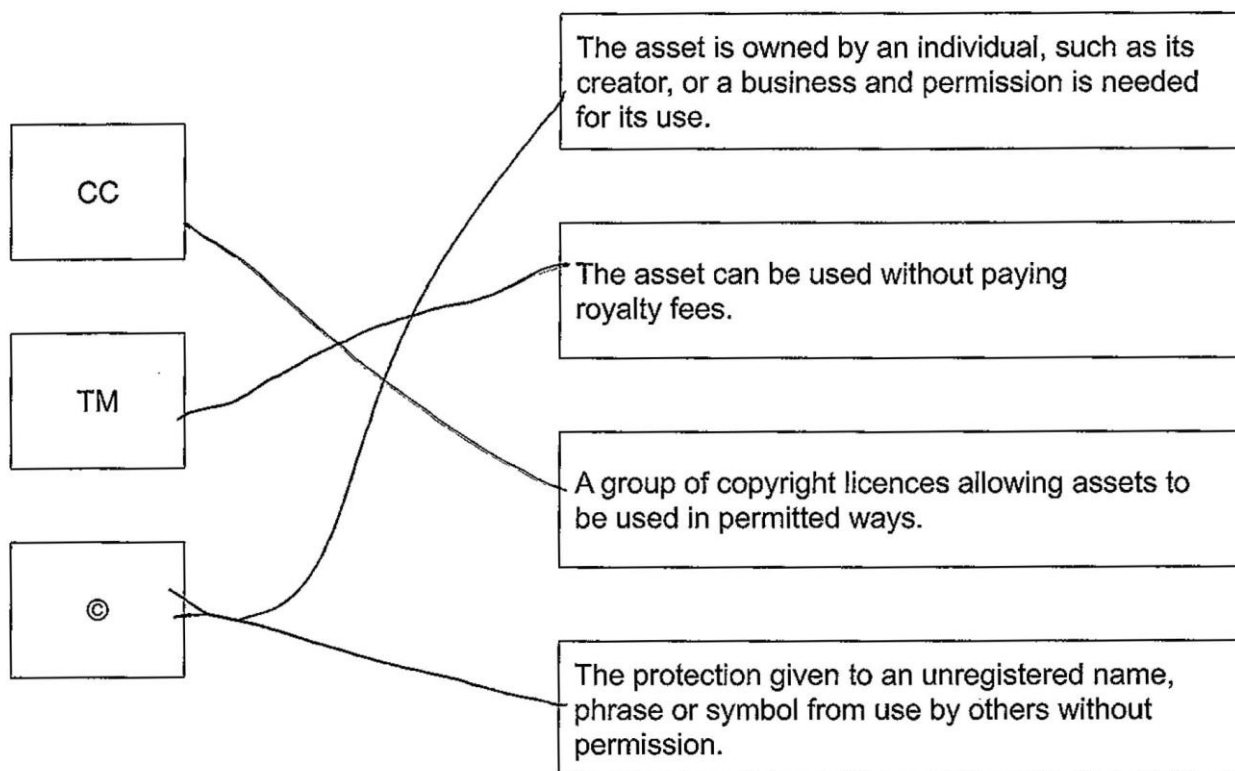 The asset is owned by an individual, such as its
creator, or a business and permission is needed
for its use.
CC
The asset can be used without paying
royalty fees.
TM
A group of copyright licences allowing assets to
be used in permitted ways.
©
The protection given to an unregistered name,
phrase or symbol from use by others without
permission.